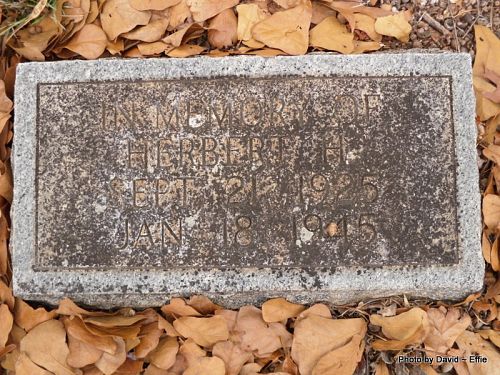 IN MEMORY OF
HERBERT H.
SEPT. 21, 1925
JAN. 18, 1945
Photo by David ~ Effie